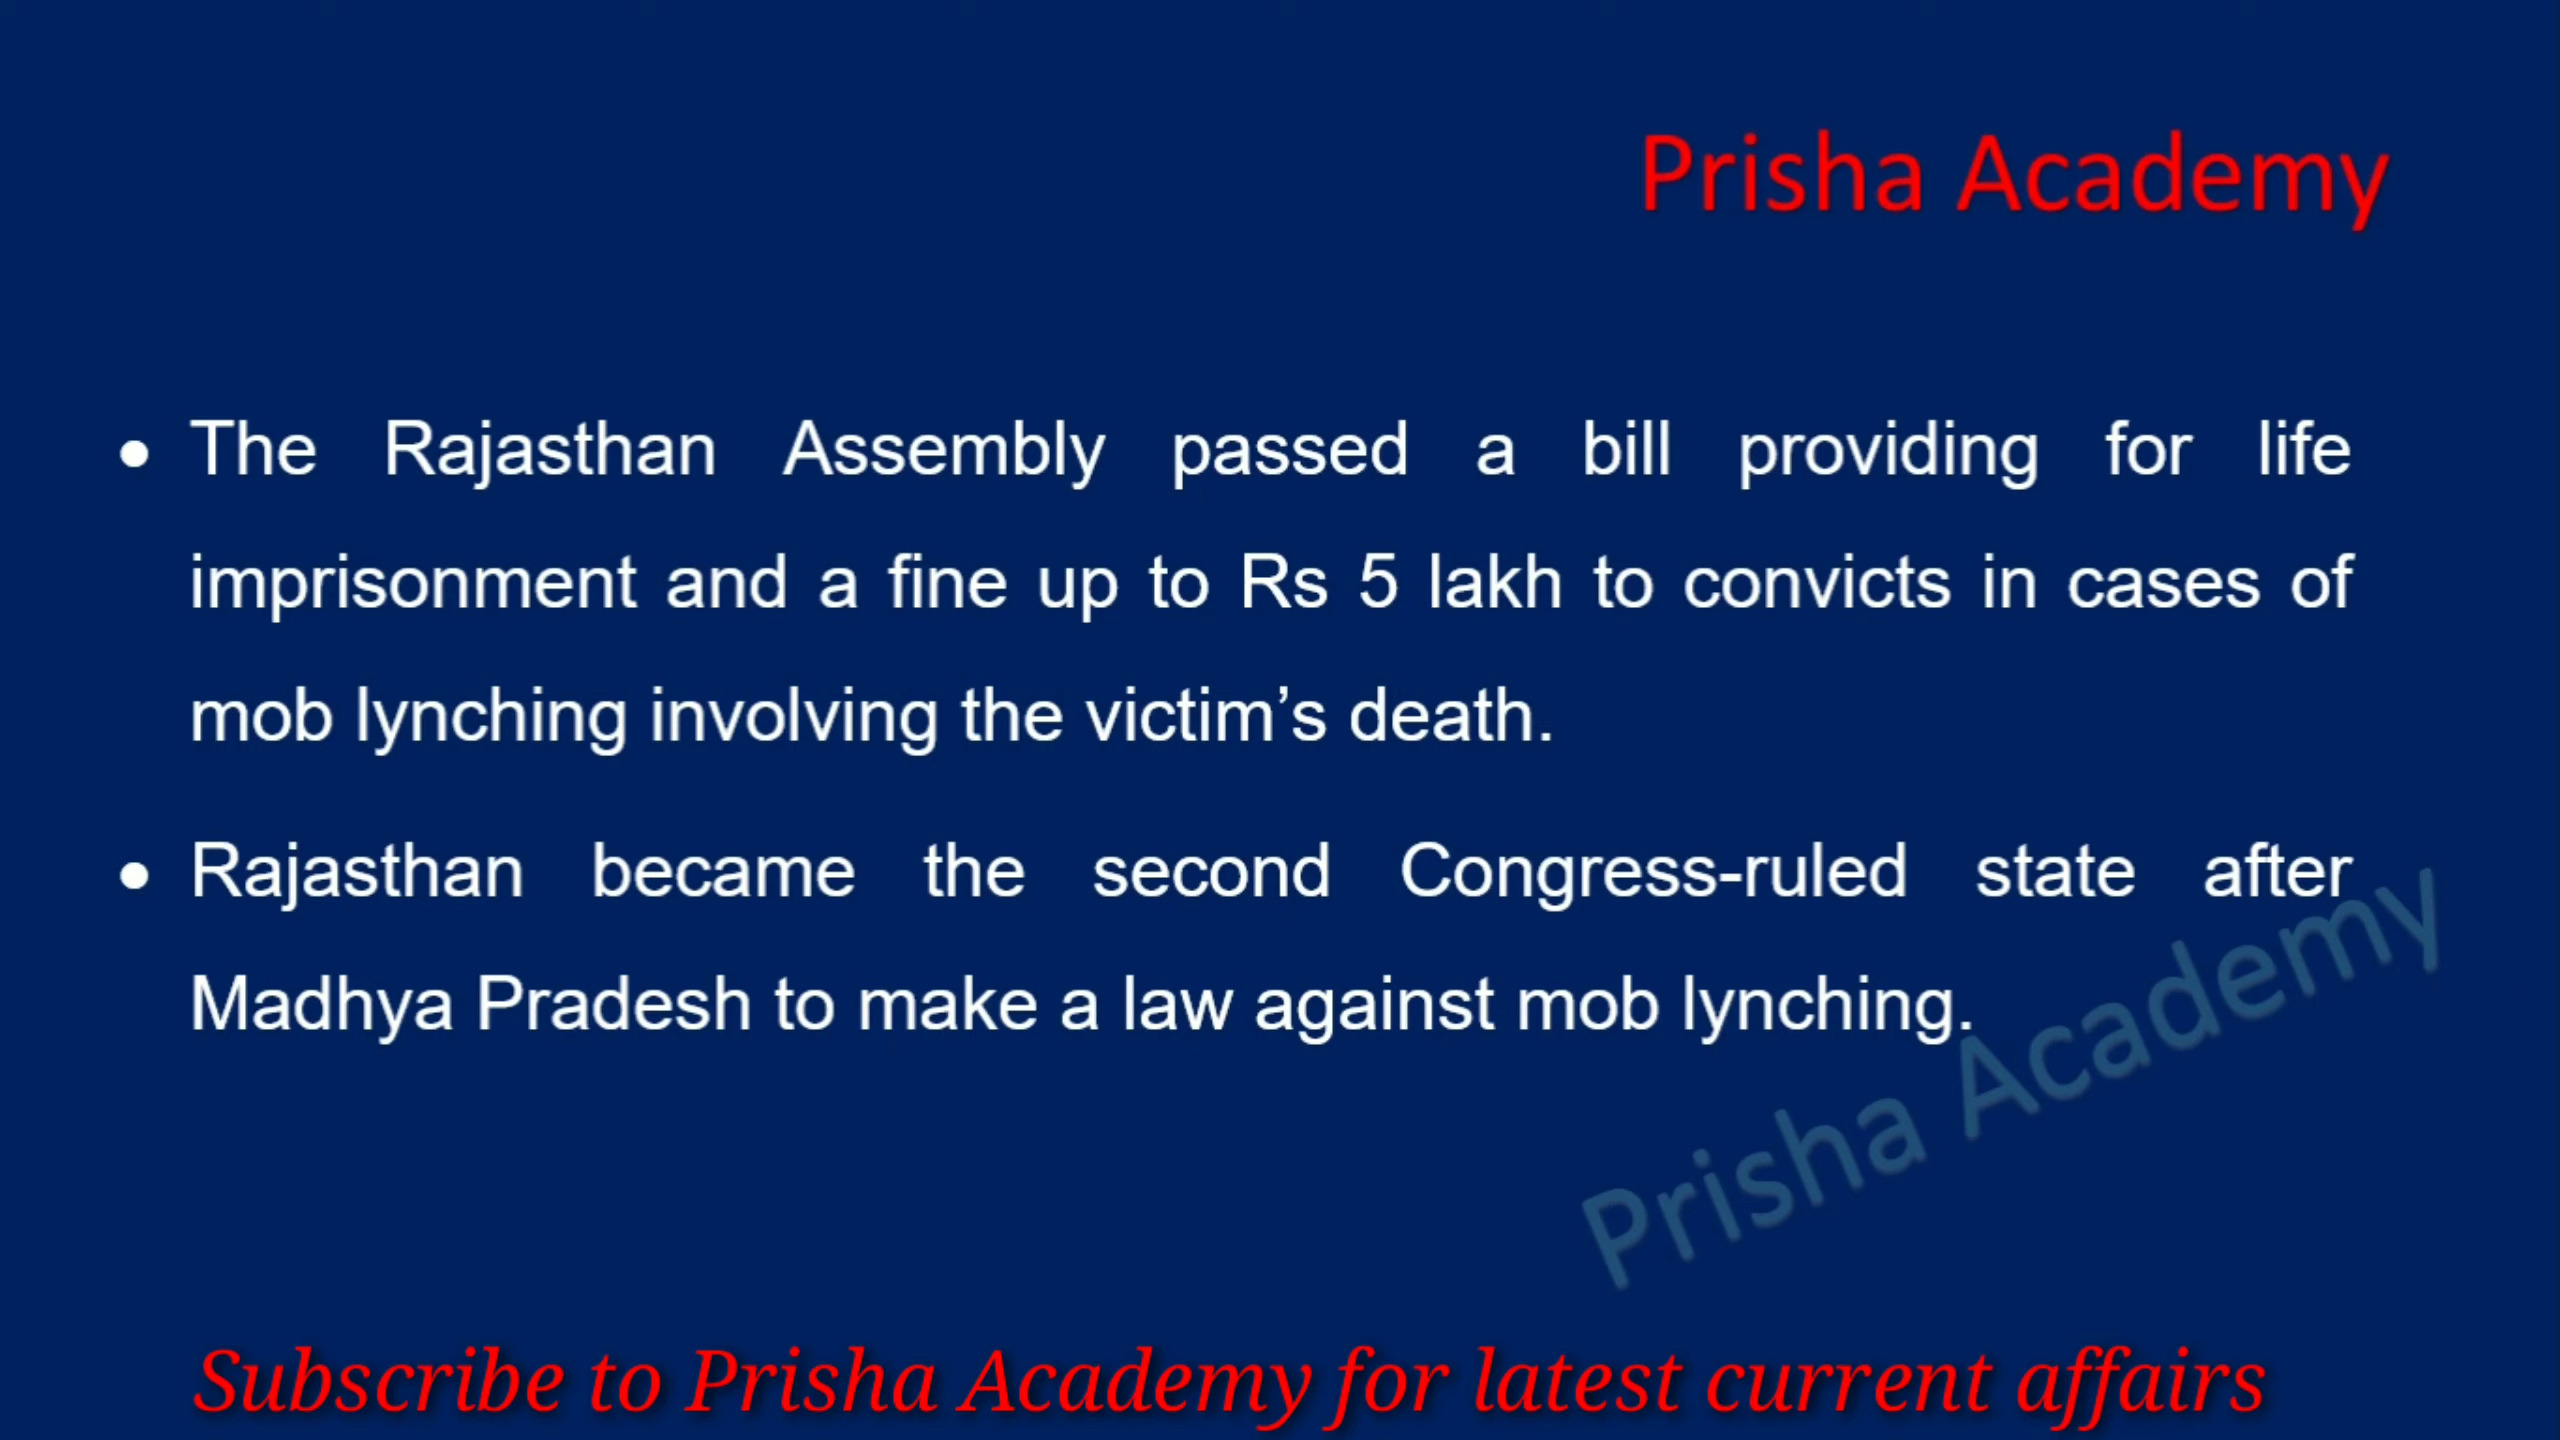 Prisha Academy
• The Rajasthan Assembly passed a bill providing for life
imprisonment and a fine up to Rs 5 lakh to convicts in cases of
mob lynching involving the victim’s death.
• Rajasthan became the second Congress-ruled state after
Madhya Pradesh to make a law against mob lynching.
Prisha Academy
Subscribe to Prisha Academy for latest current affairs